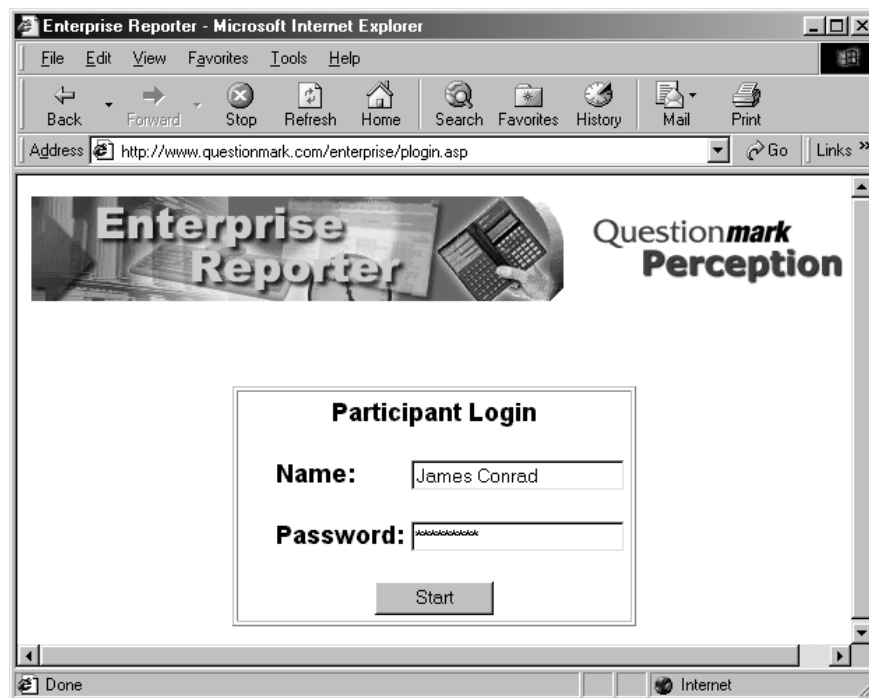 Enterprise Reporter - Microsoft Internet Explorer
File Edit View Favorites Tools Help
Back Forward Stop Refresh Home Search Favorites History Mail Print
Address http://www.questionmark.com/enterprise/plogin.asp Go Links »
Enterprise
Reporter
Questionmark
Perception
Participant Login
Name: James Conrad
Password: **********
Start
Done Internet